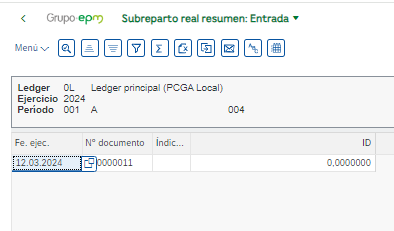 Grupo·epm Subreparto real resumen: Entrada
Menú
Ledger 0L Ledger principal (PCGA Local)
Ejercicio 2024
Período 001 A 004
Fe. ejec. Nº documento Índic... ID
12.03.2024 0000011 0,0000000